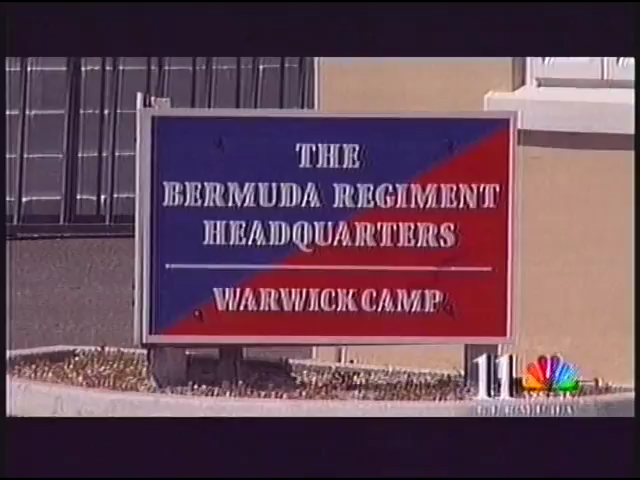 THE
BERMUDA REGIMENT
HEADQUARTERS
WARWICK CAMP
11